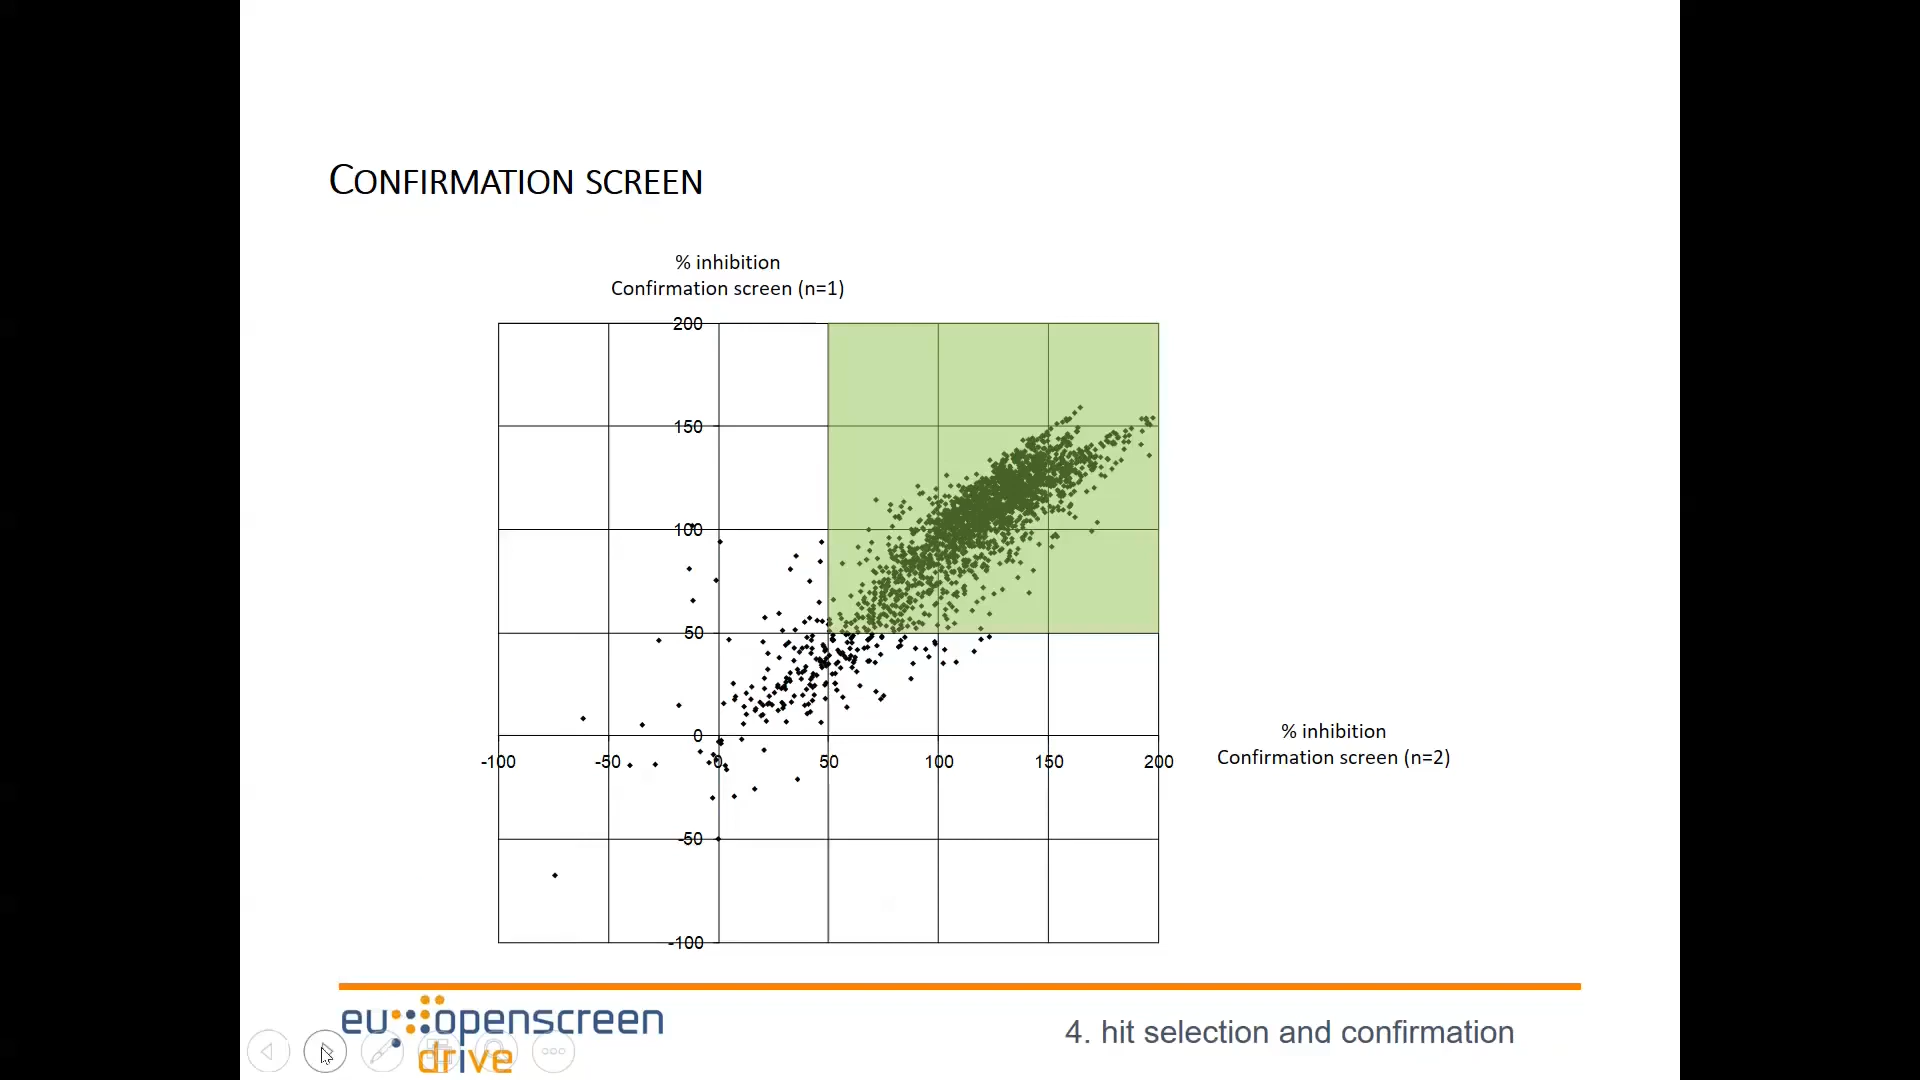 CONFIRMATION SCREEN
% inhibition
Confirmation screen (n=1)
200
150
100
50
0
-100 -50 0 50 100 150 200
-50
-100
% inhibition
Confirmation screen (n=2)
eu openscreen
drive
4. hit selection and confirmation